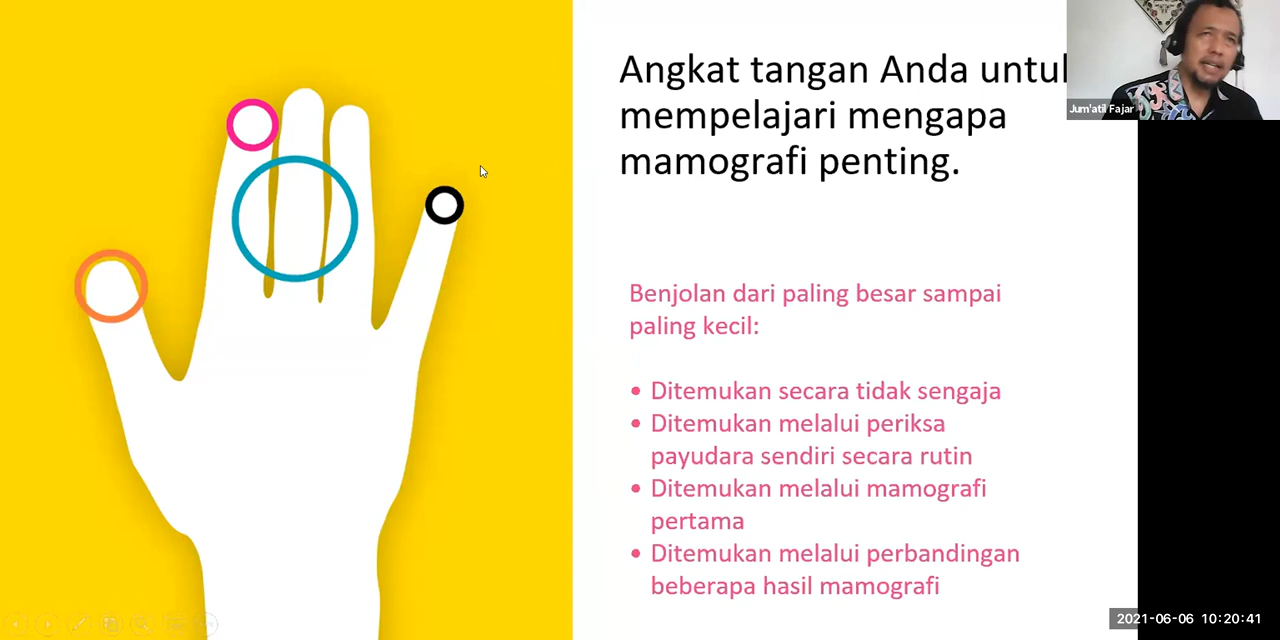 Angkat tangan Anda untuk
mempelajari mengapa
mamografi penting.
Jum'atil Fajar
Benjolan dari paling besar sampai
paling kecil:
• Ditemukan secara tidak sengaja
• Ditemukan melalui periksa
payudara sendiri secara rutin
• Ditemukan melalui mamografi
pertama
• Ditemukan melalui perbandingan
beberapa hasil mamografi
2021-06-06 10:20:41